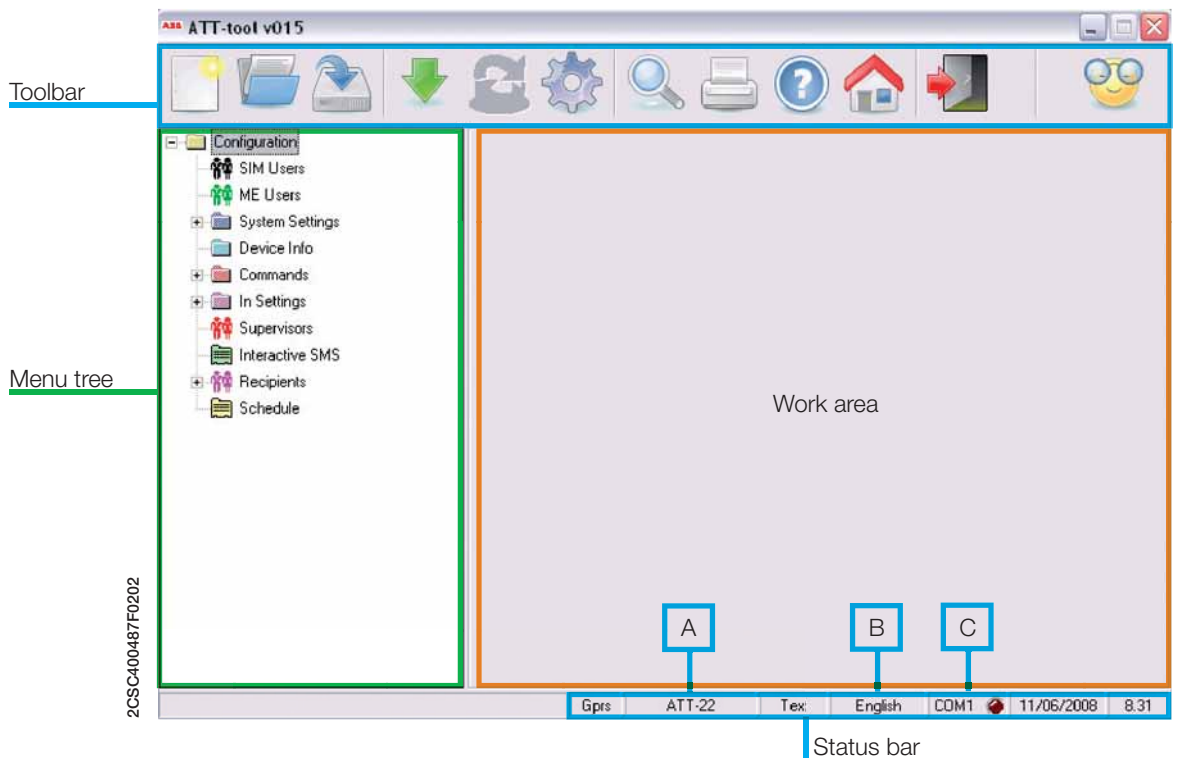 ABB ATT-tool v015
Toolbar
Configuration
SIM Users
ME Users
System Settings
Device Info
Commands
In Settings
Supervisors
Interactive SMS
Menu tree
Recipients
Schedule
Work area
2CSC400487F0202
A
B
C
Gprs ATT-22 Tex: English COM1 11/06/2008 8.31
Status bar